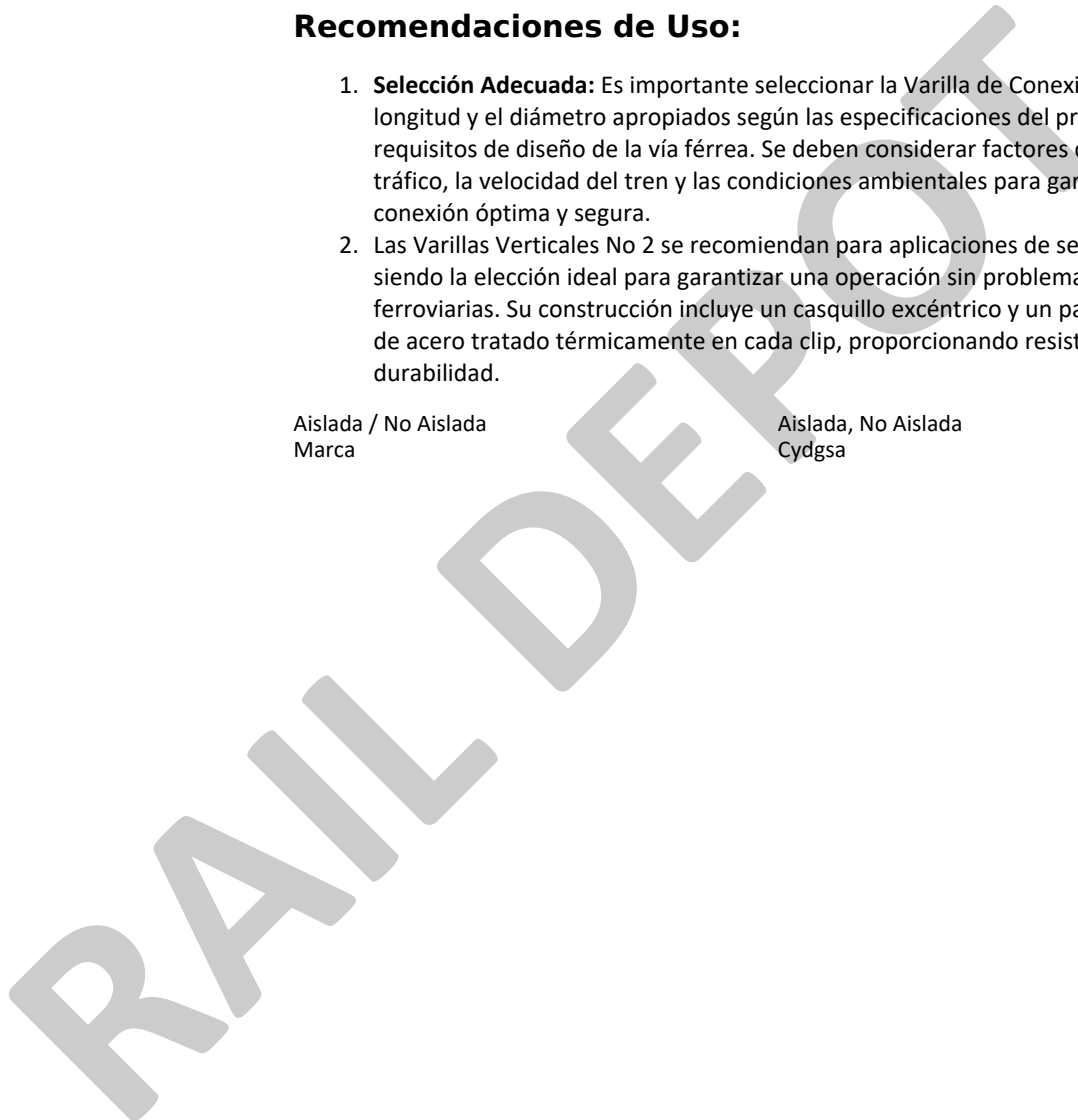 Recomendaciones de Uso:
1. Selección Adecuada: Es importante seleccionar la Varilla de Conexi
longitud y el diámetro apropiados según las especificaciones del pr
requisitos de diseño de la vía férrea. Se deben considerar factores
tráfico, la velocidad del tren y las condiciones ambientales para gar
conexión óptima y segura.
2. Las Varillas Verticales No 2 se recomiendan para aplicaciones de se
siendo la elección ideal para garantizar una operación sin problema
ferroviarias. Su construcción incluye un casquillo excéntrico y un pa
de acero tratado térmicamente en cada clip, proporcionando resist
durabilidad.
Aislada / No Aislada Aislada, No Aislada
Marca Cydgsa
RAIL DEPOT